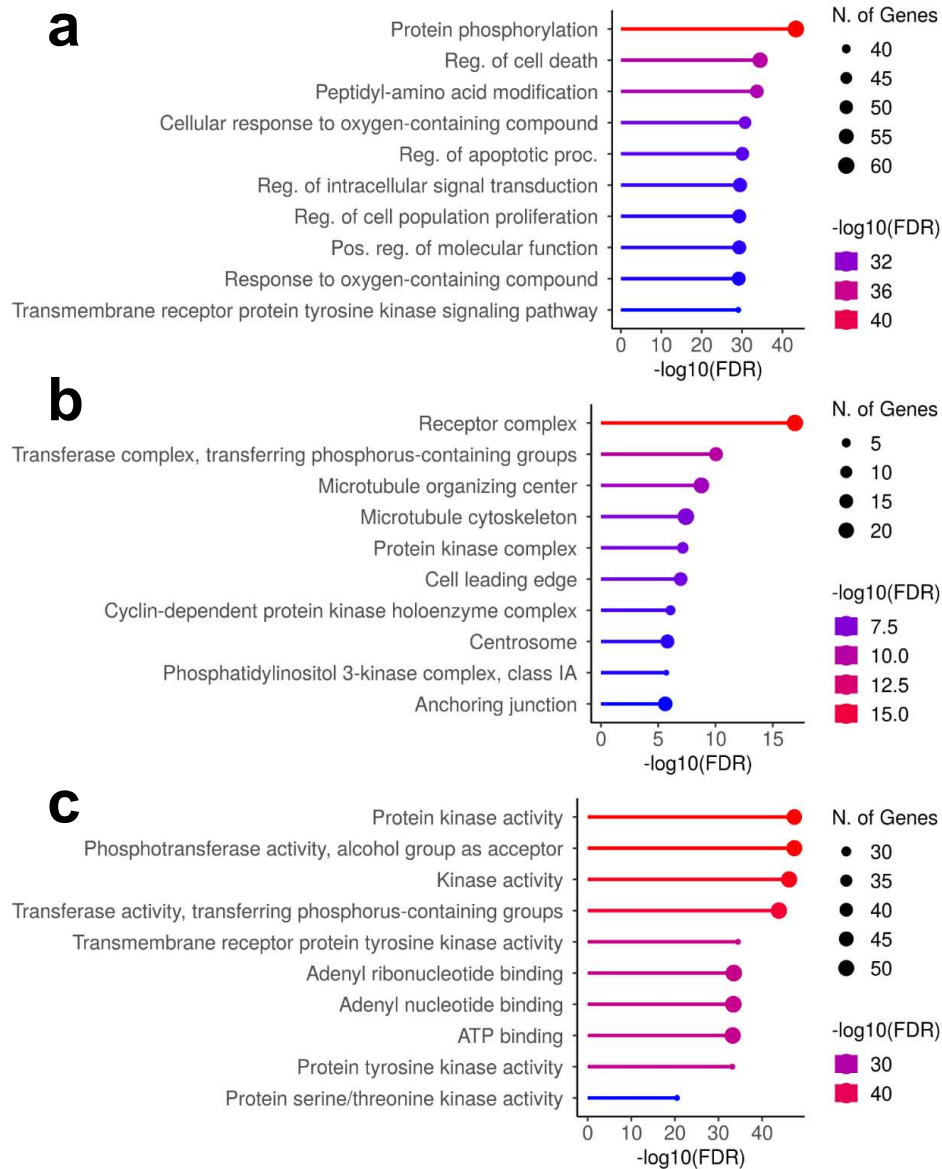 a
Protein phosphorylation
Reg. of cell death
Peptidyl-amino acid modification
Cellular response to oxygen-containing compound
Reg. of apoptotic proc.
Reg. of intracellular signal transduction
Reg. of cell population proliferation
Pos. reg. of molecular function
Response to oxygen-containing compound
Transmembrane receptor protein tyrosine kinase signaling pathway
0 10 20 30 40
-log10(FDR)
N. of Genes
40
45
50
55
60
-log10(FDR)
32
36
40
b
Receptor complex
Transferase complex, transferring phosphorus-containing groups
Microtubule organizing center
Microtubule cytoskeleton
Protein kinase complex
Cell leading edge
Cyclin-dependent protein kinase holoenzyme complex
Centrosome
Phosphatidylinositol 3-kinase complex, class IA
Anchoring junction
0 5 10 15
-log10(FDR)
N. of Genes
5
10
15
20
-log10(FDR)
7.5
10.0
12.5
15.0
c
Protein kinase activity
Phosphotransferase activity, alcohol group as acceptor
Kinase activity
Transferase activity, transferring phosphorus-containing groups
Transmembrane receptor protein tyrosine kinase activity
Adenyl ribonucleotide binding
Adenyl nucleotide binding
ATP binding
Protein tyrosine kinase activity
Protein serine/threonine kinase activity
0 10 20 30 40
-log10(FDR)
N. of Genes
30
35
40
45
50
-log10(FDR)
30
40